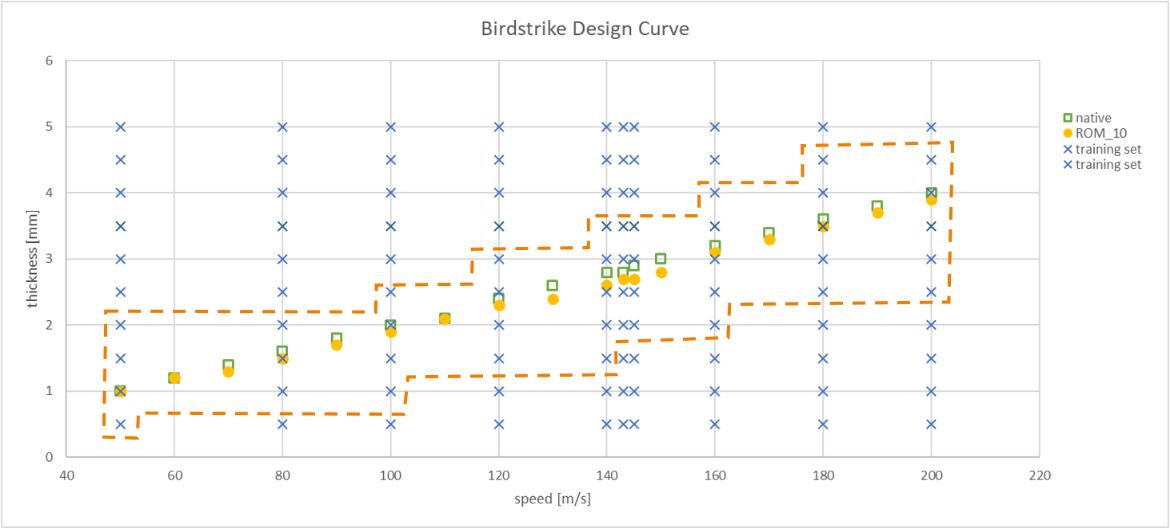 Birdstrike Design Curve
6
5
4
3
2
1
0
thickness [mm]
40 60 80 100 120 140 160 180 200 220
speed [m/s]
native
ROM_10
training set
training set